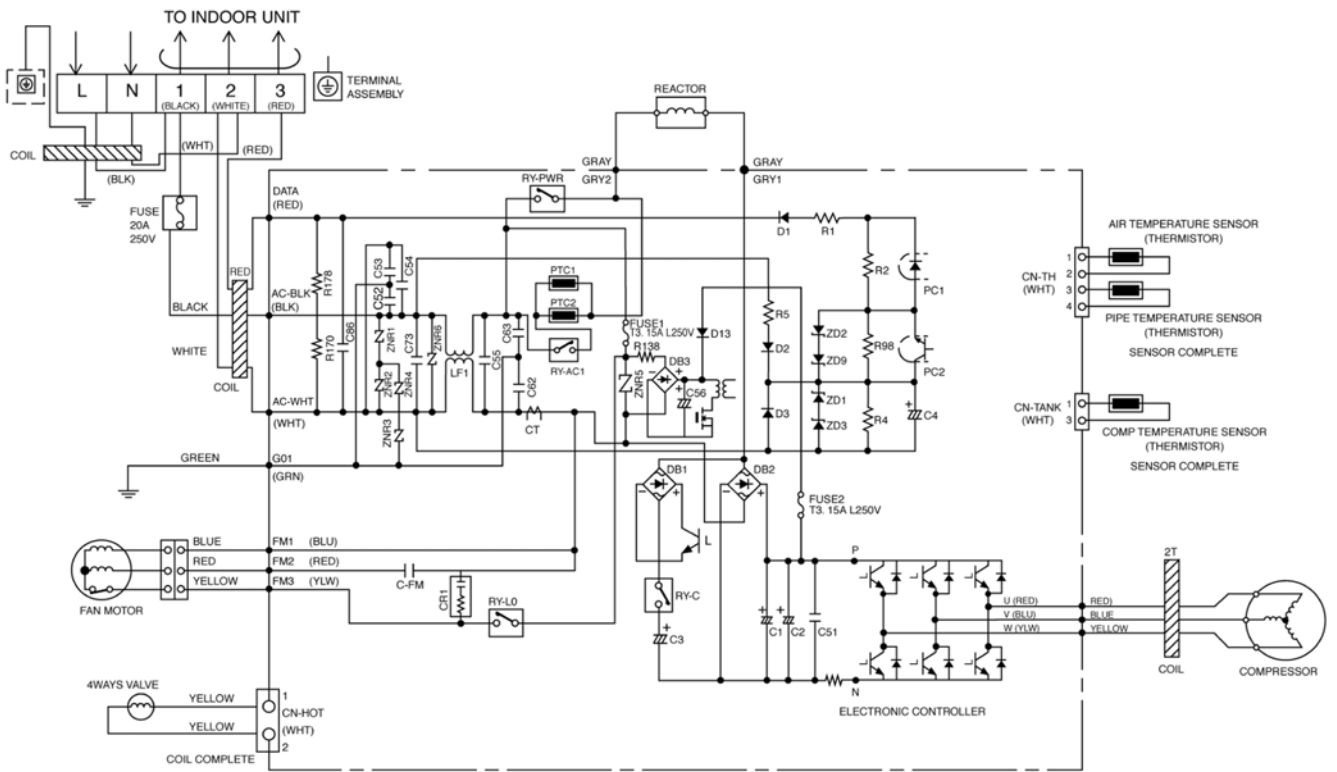 TO INDOOR UNIT
L
N
1
(BLACK)
2
(WHITE)
3
(RED)
TERMINAL
ASSEMBLY
COIL
(WHT)
(RED)
(BLK)
REACTOR
GRAY
GRY2
GRAY
GRY1
RY-PWR
DATA
(RED)
FUSE
20A
250V
RED
BLACK
WHITE
COIL
AC-BLK
(BLK)
AC-WHT
(WHT)
R178
R170
C86
C53
C54
C52
ZNR1
ZNR2
ZNR4
ZNR3
C73
ZNR6
LF1
C55
C63
C62
CT
PTC1
PTC2
RY-AC1
FUSE1
T3. 15A L250V
R138
ZNR5
DB3
C56
D13
D1
R1
R2
PC1
R5
D2
D3
ZD2
ZD9
ZD1
ZD3
R98
R4
PC2
C4
CN-TH
(WHT)
1
2
3
4
AIR TEMPERATURE SENSOR
(THERMISTOR)
PIPE TEMPERATURE SENSOR
(THERMISTOR)
SENSOR COMPLETE
CN-TANK
(WHT)
1
3
COMP TEMPERATURE SENSOR
(THERMISTOR)
SENSOR COMPLETE
GREEN
G01
(GRN)
DB1
DB2
L
FUSE2
T3. 15A L250V
BLUE
FM1 (BLU)
RED
FM2 (RED)
YELLOW
FM3 (YLW)
FAN MOTOR
C-FM
CR1
RY-L0
RY-C
C3
C1
C2
C51
P
N
U (RED)
V (BLU)
W (YLW)
RED
BLUE
YELLOW
2T
COIL
COMPRESSOR
ELECTRONIC CONTROLLER
4WAYS VALVE
YELLOW
YELLOW
1
CN-HOT
(WHT)
2
COIL COMPLETE